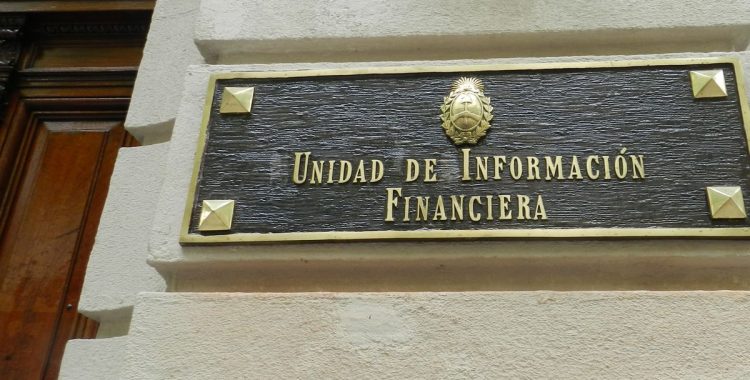 UNIDAD DE INFORMACIÓN
FINANCIERA